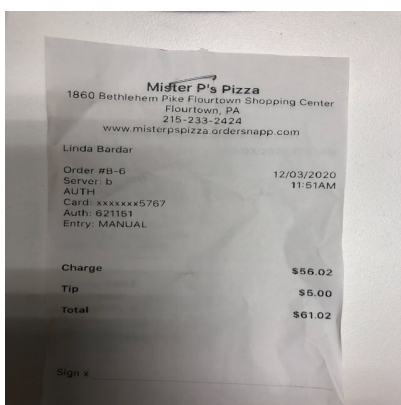 Mister P's Pizza
1860 Bethlehem Pike Flourtown Shopping Center
Flourtown, PA
215-233-2424
www.misterpspizza.ordersnapp.com
Linda Bardar
Order #B-6 12/03/2020
Server: b 11:51AM
AUTH
Card: xxxxxxx5767
Auth: 621151
Entry: MANUAL
Charge $56.02
Tip $5.00
Total $61.02
Sign x